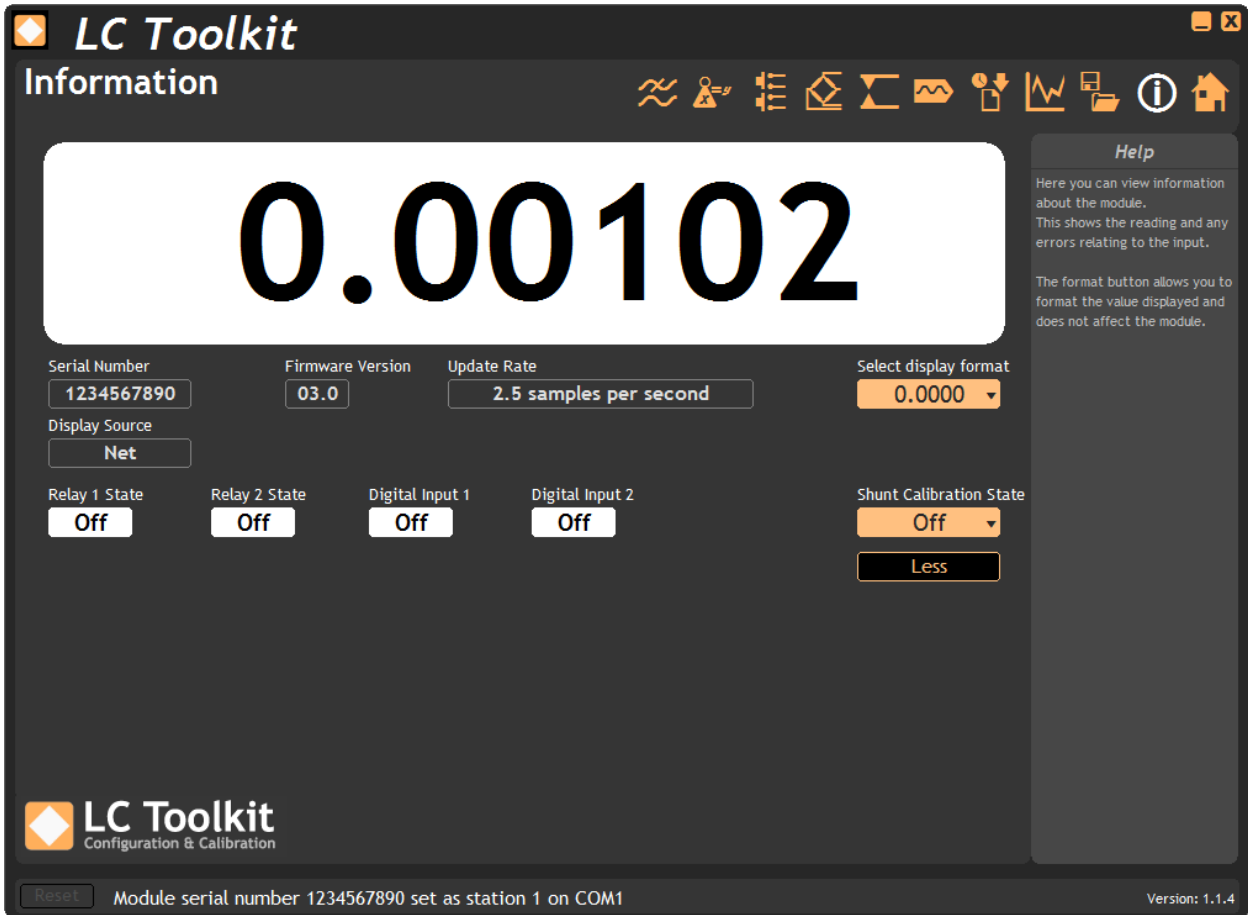 LC Toolkit
Information
x=y
Help
0.00102
Here you can view information
about the module.
This shows the reading and any
errors relating to the input.
The format button allows you to
format the value displayed and
does not affect the module.
Serial Number Firmware Version Update Rate Select display format
1234567890 03.0 2.5 samples per second 0.0000
Display Source
Net
Relay 1 State Relay 2 State Digital Input 1 Digital Input 2 Shunt Calibration State
Off Off Off Off Off
Less
LC Toolkit
Configuration & Calibration
Reset Module serial number 1234567890 set as station 1 on COM1 Version: 1.1.4